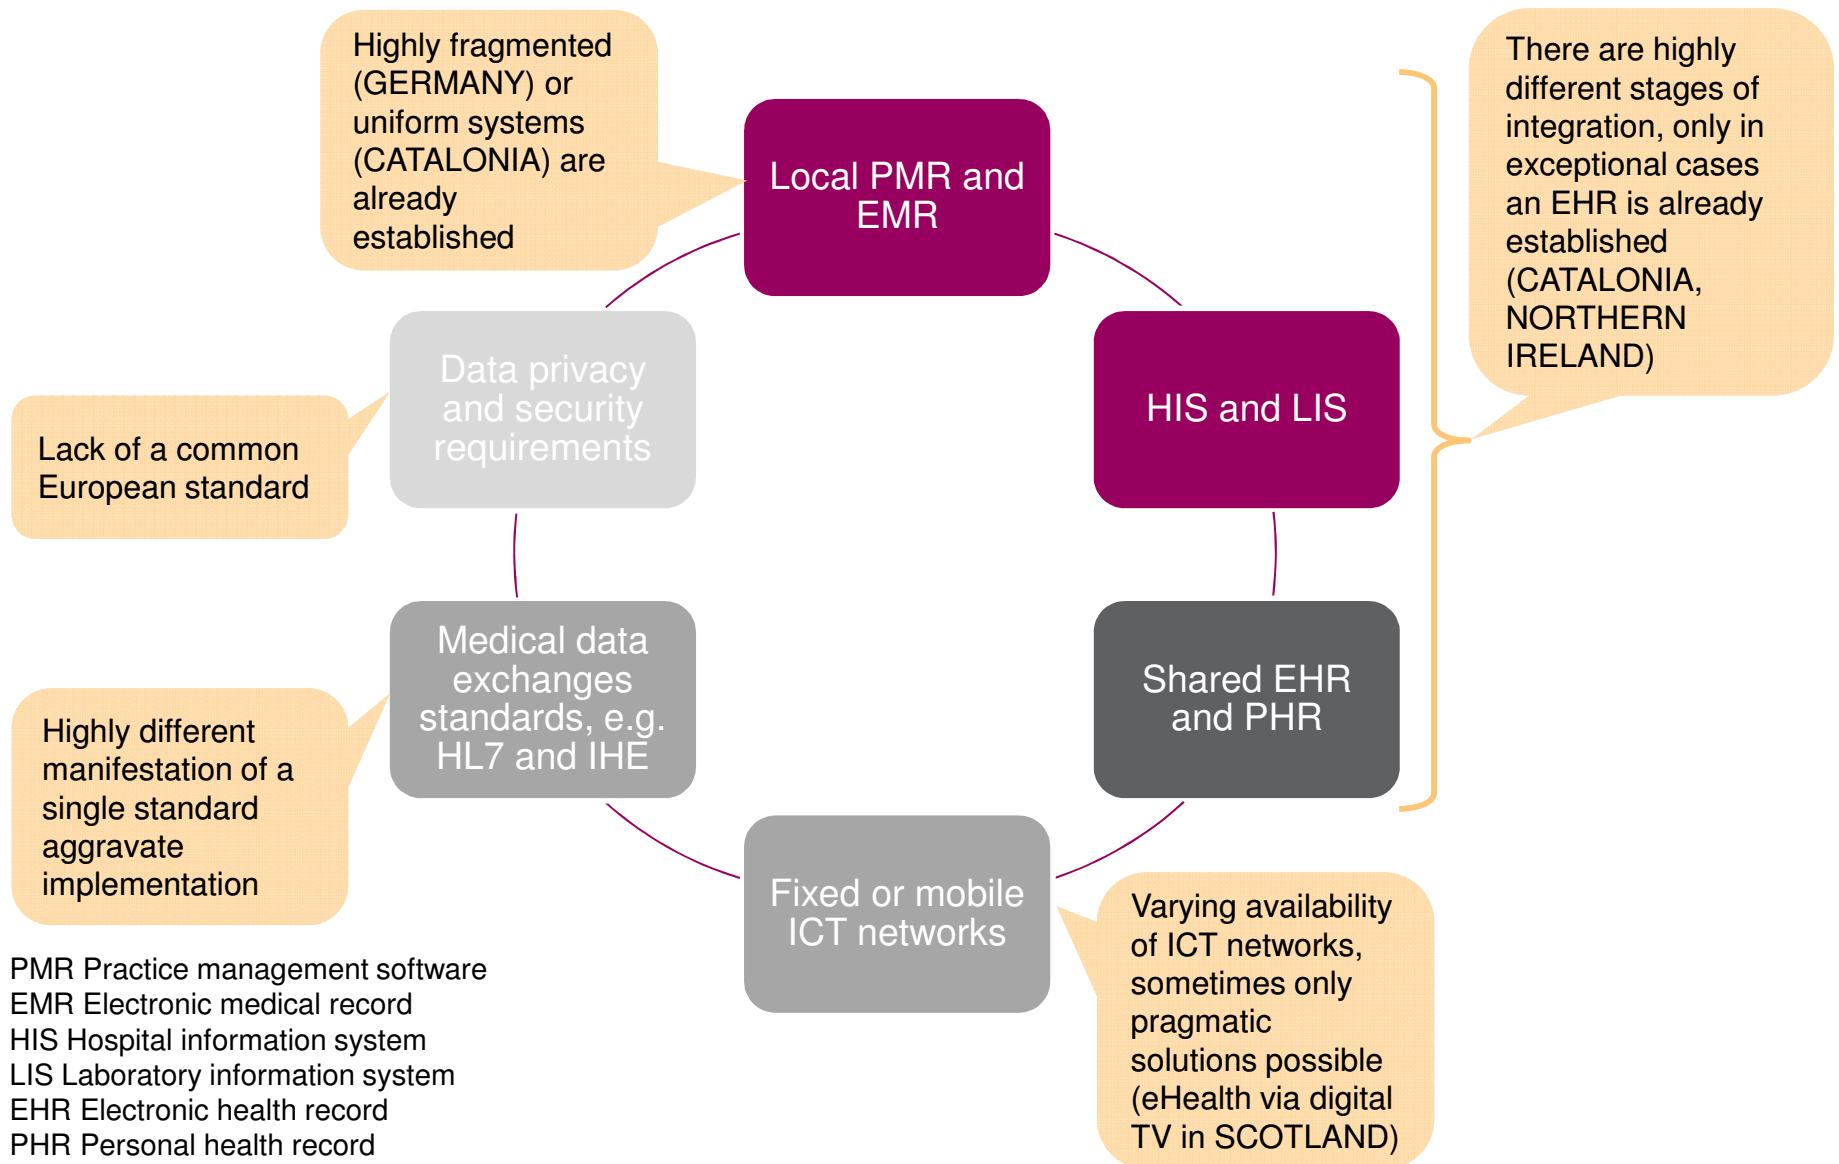 Highly fragmented
(GERMANY) or
uniform systems
(CATALONIA) are
already
established
Local PMR and
EMR
There are highly
different stages of
integration, only in
exceptional cases
an EHR is already
established
(CATALONIA,
NORTHERN
IRELAND)
Data privacy
and security
requirements
HIS and LIS
Lack of a common
European standard
Medical data
exchanges
standards, e.g.
HL7 and IHE
Shared EHR
and PHR
Highly different
manifestation of a
single standard
aggravate
implementation
Fixed or mobile
ICT networks
Varying availability
of ICT networks,
sometimes only
pragmatic
solutions possible
(eHealth via digital
TV in SCOTLAND)
PMR Practice management software
EMR Electronic medical record
HIS Hospital information system
LIS Laboratory information system
EHR Electronic health record
PHR Personal health record